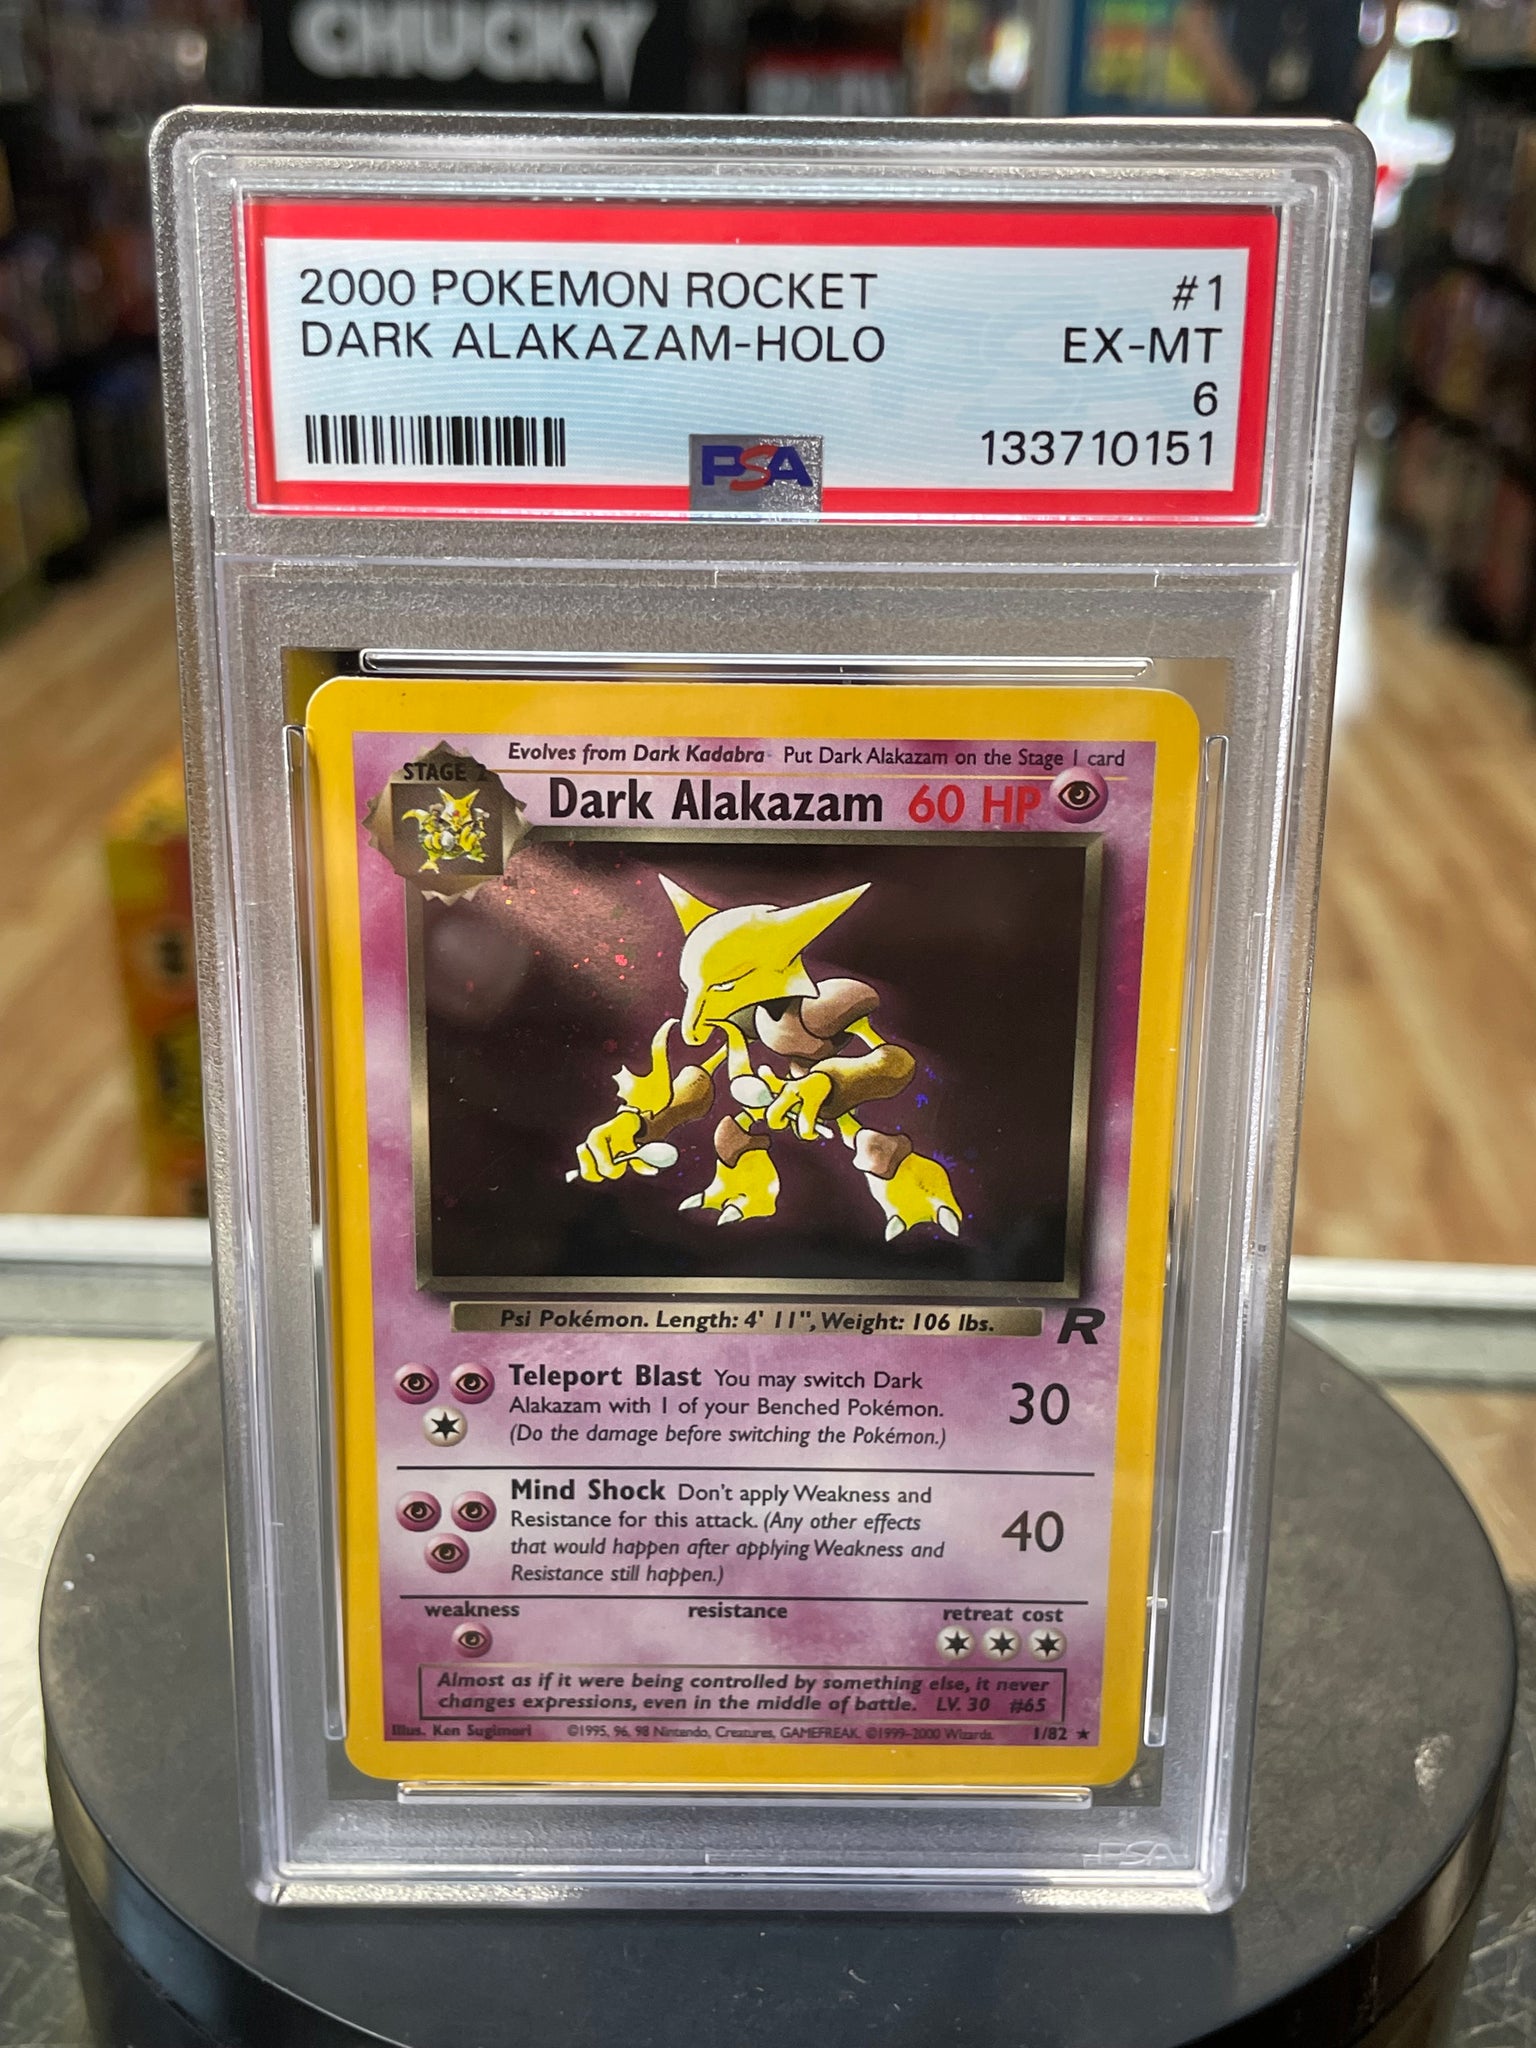 CHUCKY
2000 POKEMON ROCKET #1
DARK ALAKAZAM-HOLO EX-MT
6
PSA 133710151
STAGE 2
Evolves from Dark Kadabra Put Dark Alakazam on the Stage 1 card
Dark Alakazam 60 HP
Psi Pokémon. Length: 4' 11", Weight: 106 lbs.
R
Teleport Blast You may switch Dark
Alakazam with 1 of your Benched Pokémon.
(Do the damage before switching the Pokémon.)
30
Mind Shock Don't apply Weakness and
Resistance for this attack. (Any other effects
that would happen after applying Weakness and
Resistance still happen.)
40
weakness resistance retreat cost
Almost as if it were being controlled by something else, it never
changes expressions, even in the middle of battle. LV. 30 #65
Illus. Ken Sugimori ©1995, 96, 98 Nintendo, Creatures, GAMEFREAK. ©1999-2000 Wizards. 1/82 ★
PSA